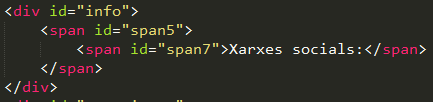 <div id="info">
<span id="span5">
<span id="span7">Xarxes socials:</span>
</span>
</div>